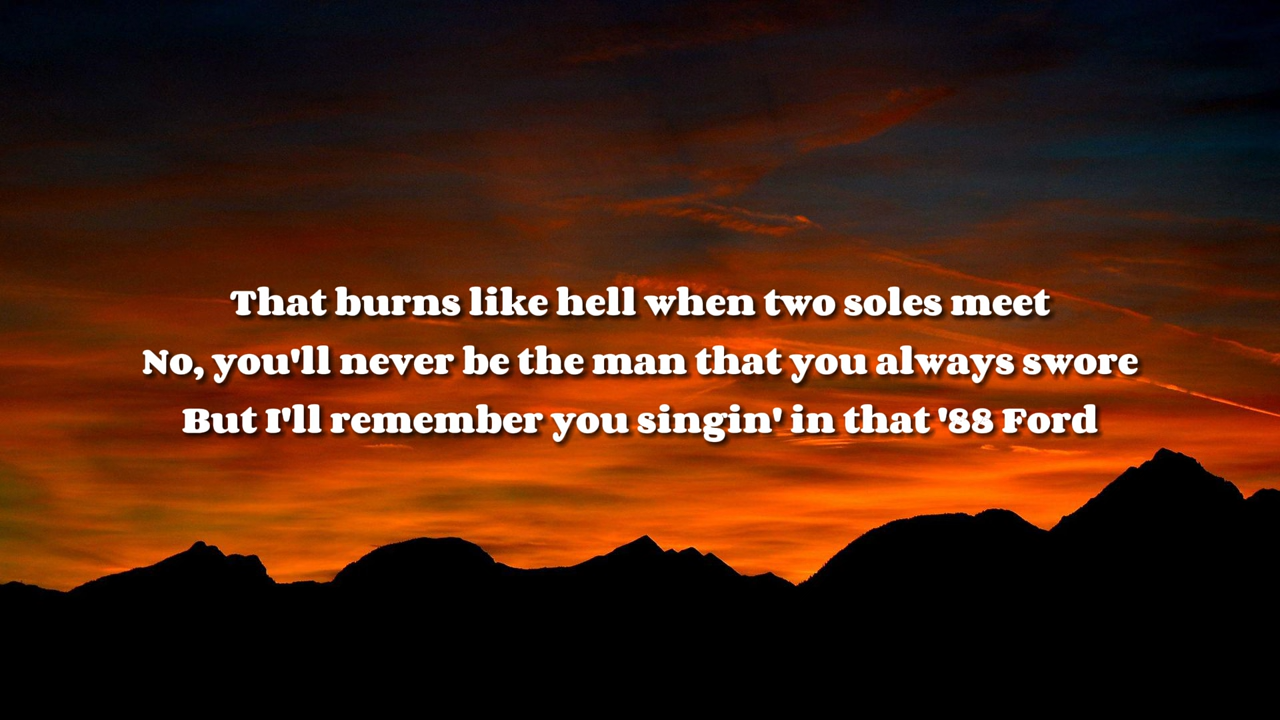 That burns like hell when two soles meet
No, you'll never be the man that you always swore
But I'll remember you singin' in that '88 Ford